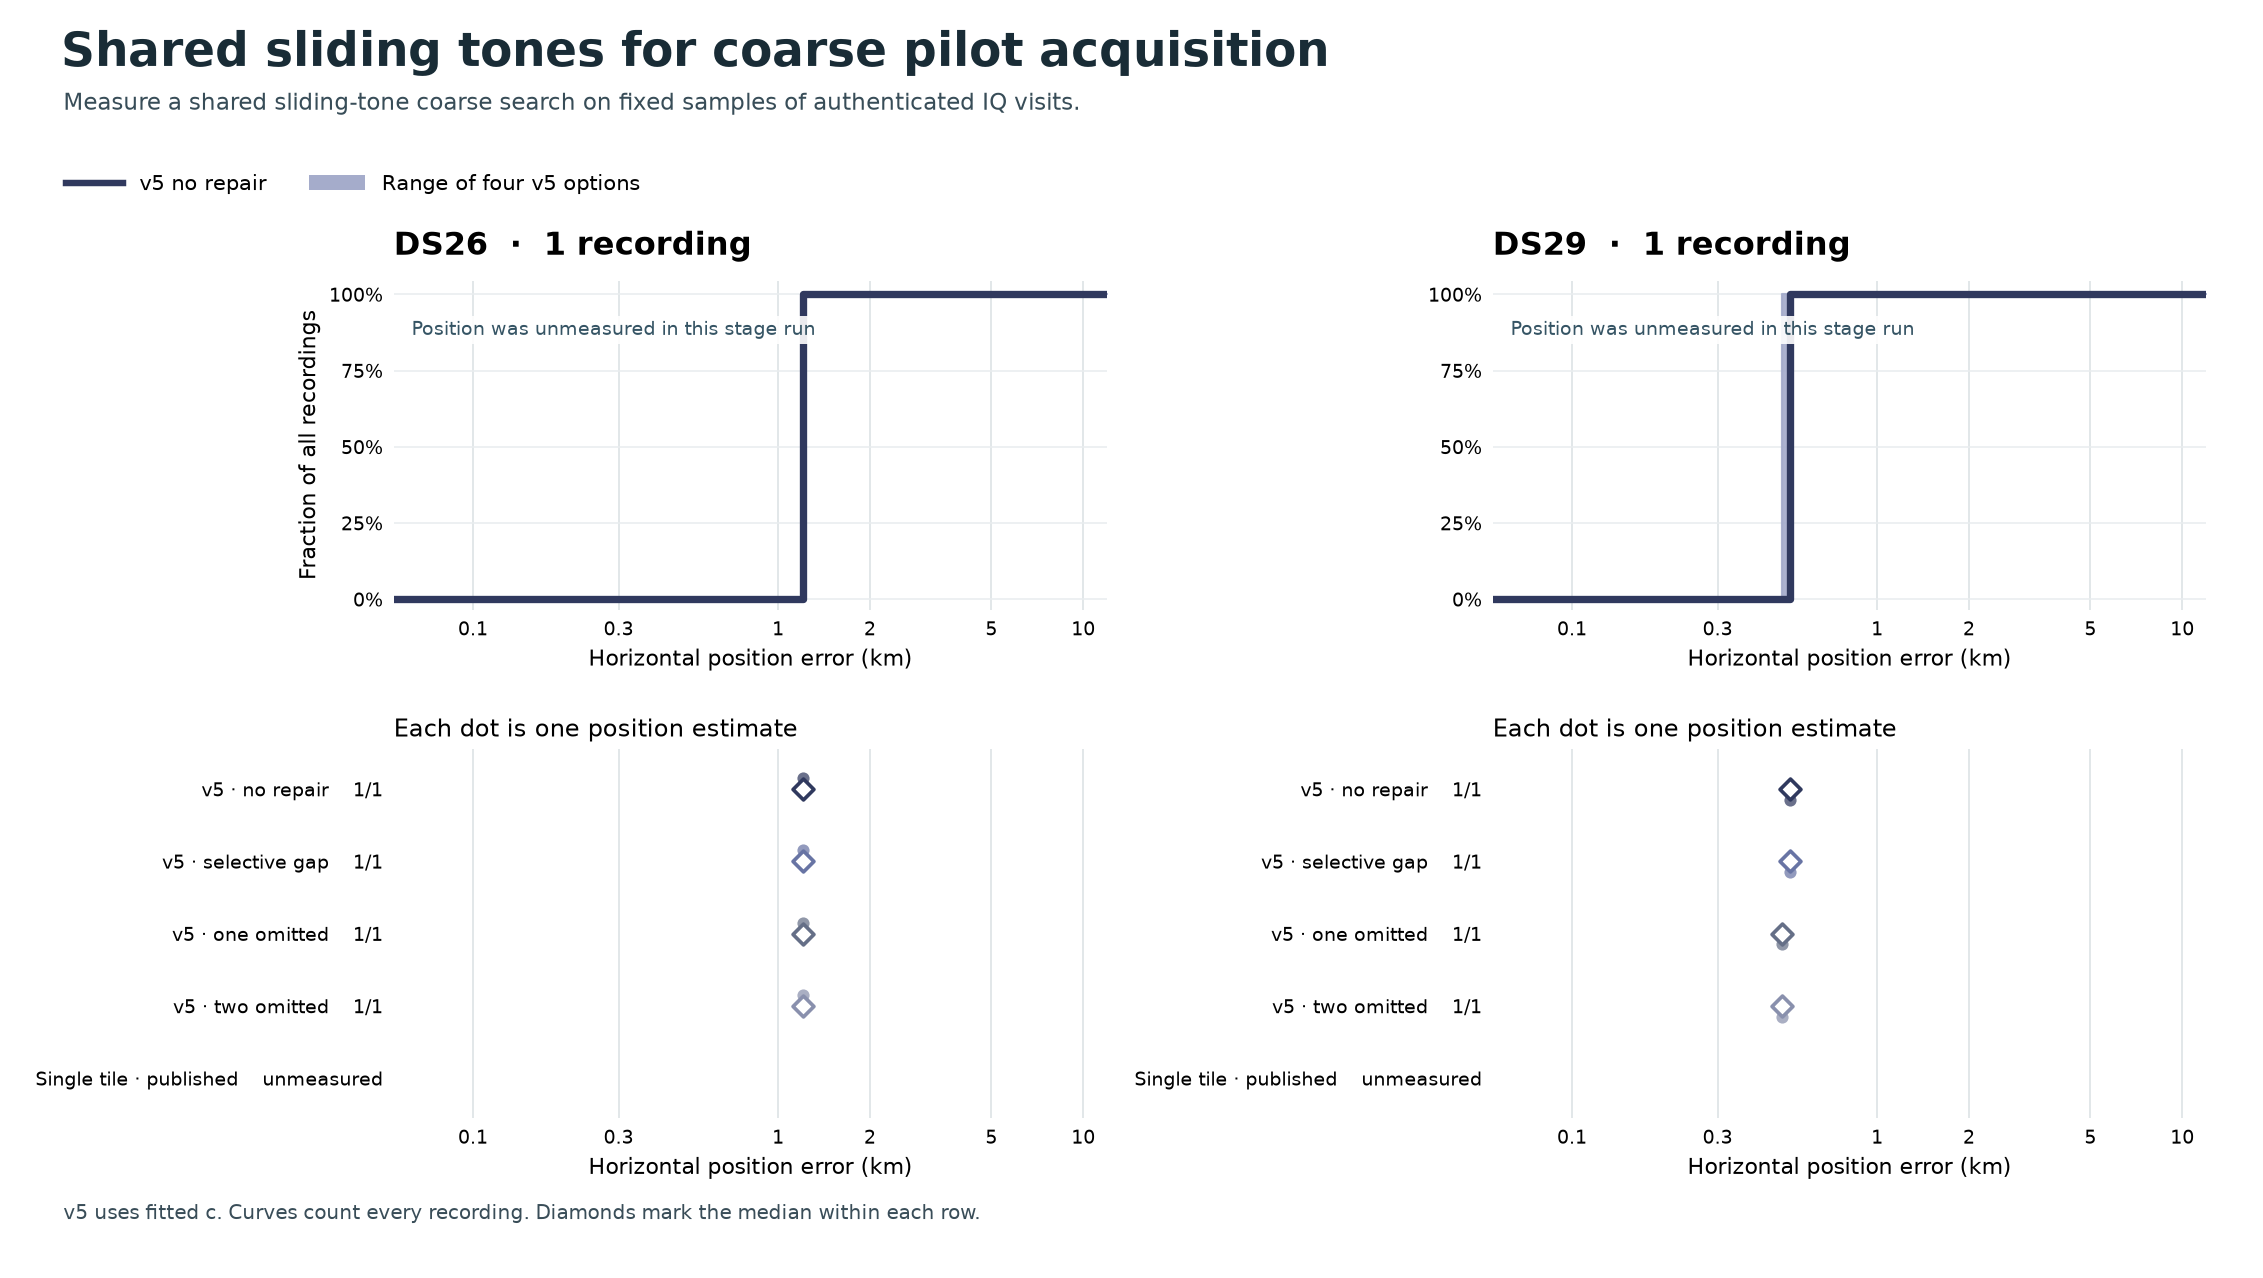 Shared sliding tones for coarse pilot acquisition
Measure a shared sliding-tone coarse search on fixed samples of authenticated IQ visits.
v5 no repair
Range of four v5 options
DS26 · 1 recording
Fraction of all recordings
100%
75%
50%
25%
0%
Position was unmeasured in this stage run
0.1 0.3 1 2 5 10
Horizontal position error (km)
DS29 · 1 recording
100%
75%
50%
25%
0%
Position was unmeasured in this stage run
0.1 0.3 1 2 5 10
Horizontal position error (km)
Each dot is one position estimate
v5 · no repair 1/1
v5 · selective gap 1/1
v5 · one omitted 1/1
v5 · two omitted 1/1
Single tile · published unmeasured
0.1 0.3 1 2 5 10
Horizontal position error (km)
Each dot is one position estimate
v5 · no repair 1/1
v5 · selective gap 1/1
v5 · one omitted 1/1
v5 · two omitted 1/1
Single tile · published unmeasured
0.1 0.3 1 2 5 10
Horizontal position error (km)
v5 uses fitted c. Curves count every recording. Diamonds mark the median within each row.